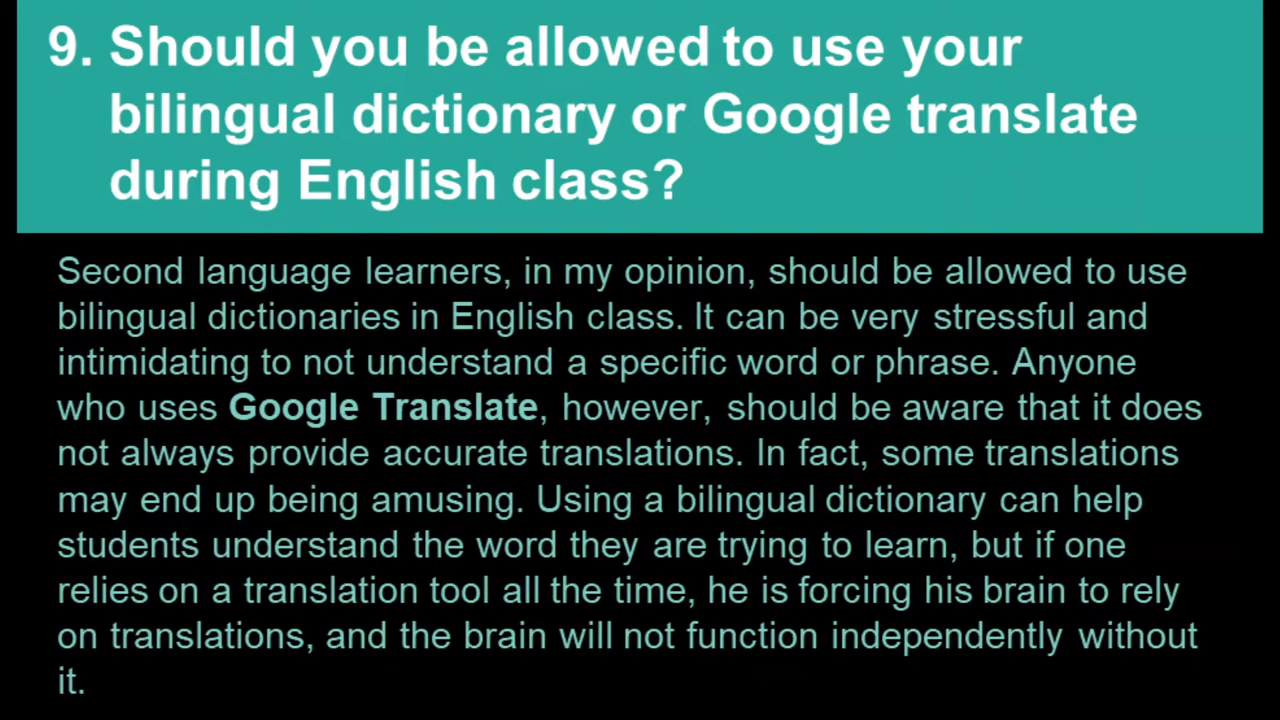 9. Should you be allowed to use your
bilingual dictionary or Google translate
during English class?
Second language learners, in my opinion, should be allowed to use
bilingual dictionaries in English class. It can be very stressful and
intimidating to not understand a specific word or phrase. Anyone
who uses Google Translate, however, should be aware that it does
not always provide accurate translations. In fact, some translations
may end up being amusing. Using a bilingual dictionary can help
students understand the word they are trying to learn, but if one
relies on a translation tool all the time, he is forcing his brain to rely
on translations, and the brain will not function independently without
it.